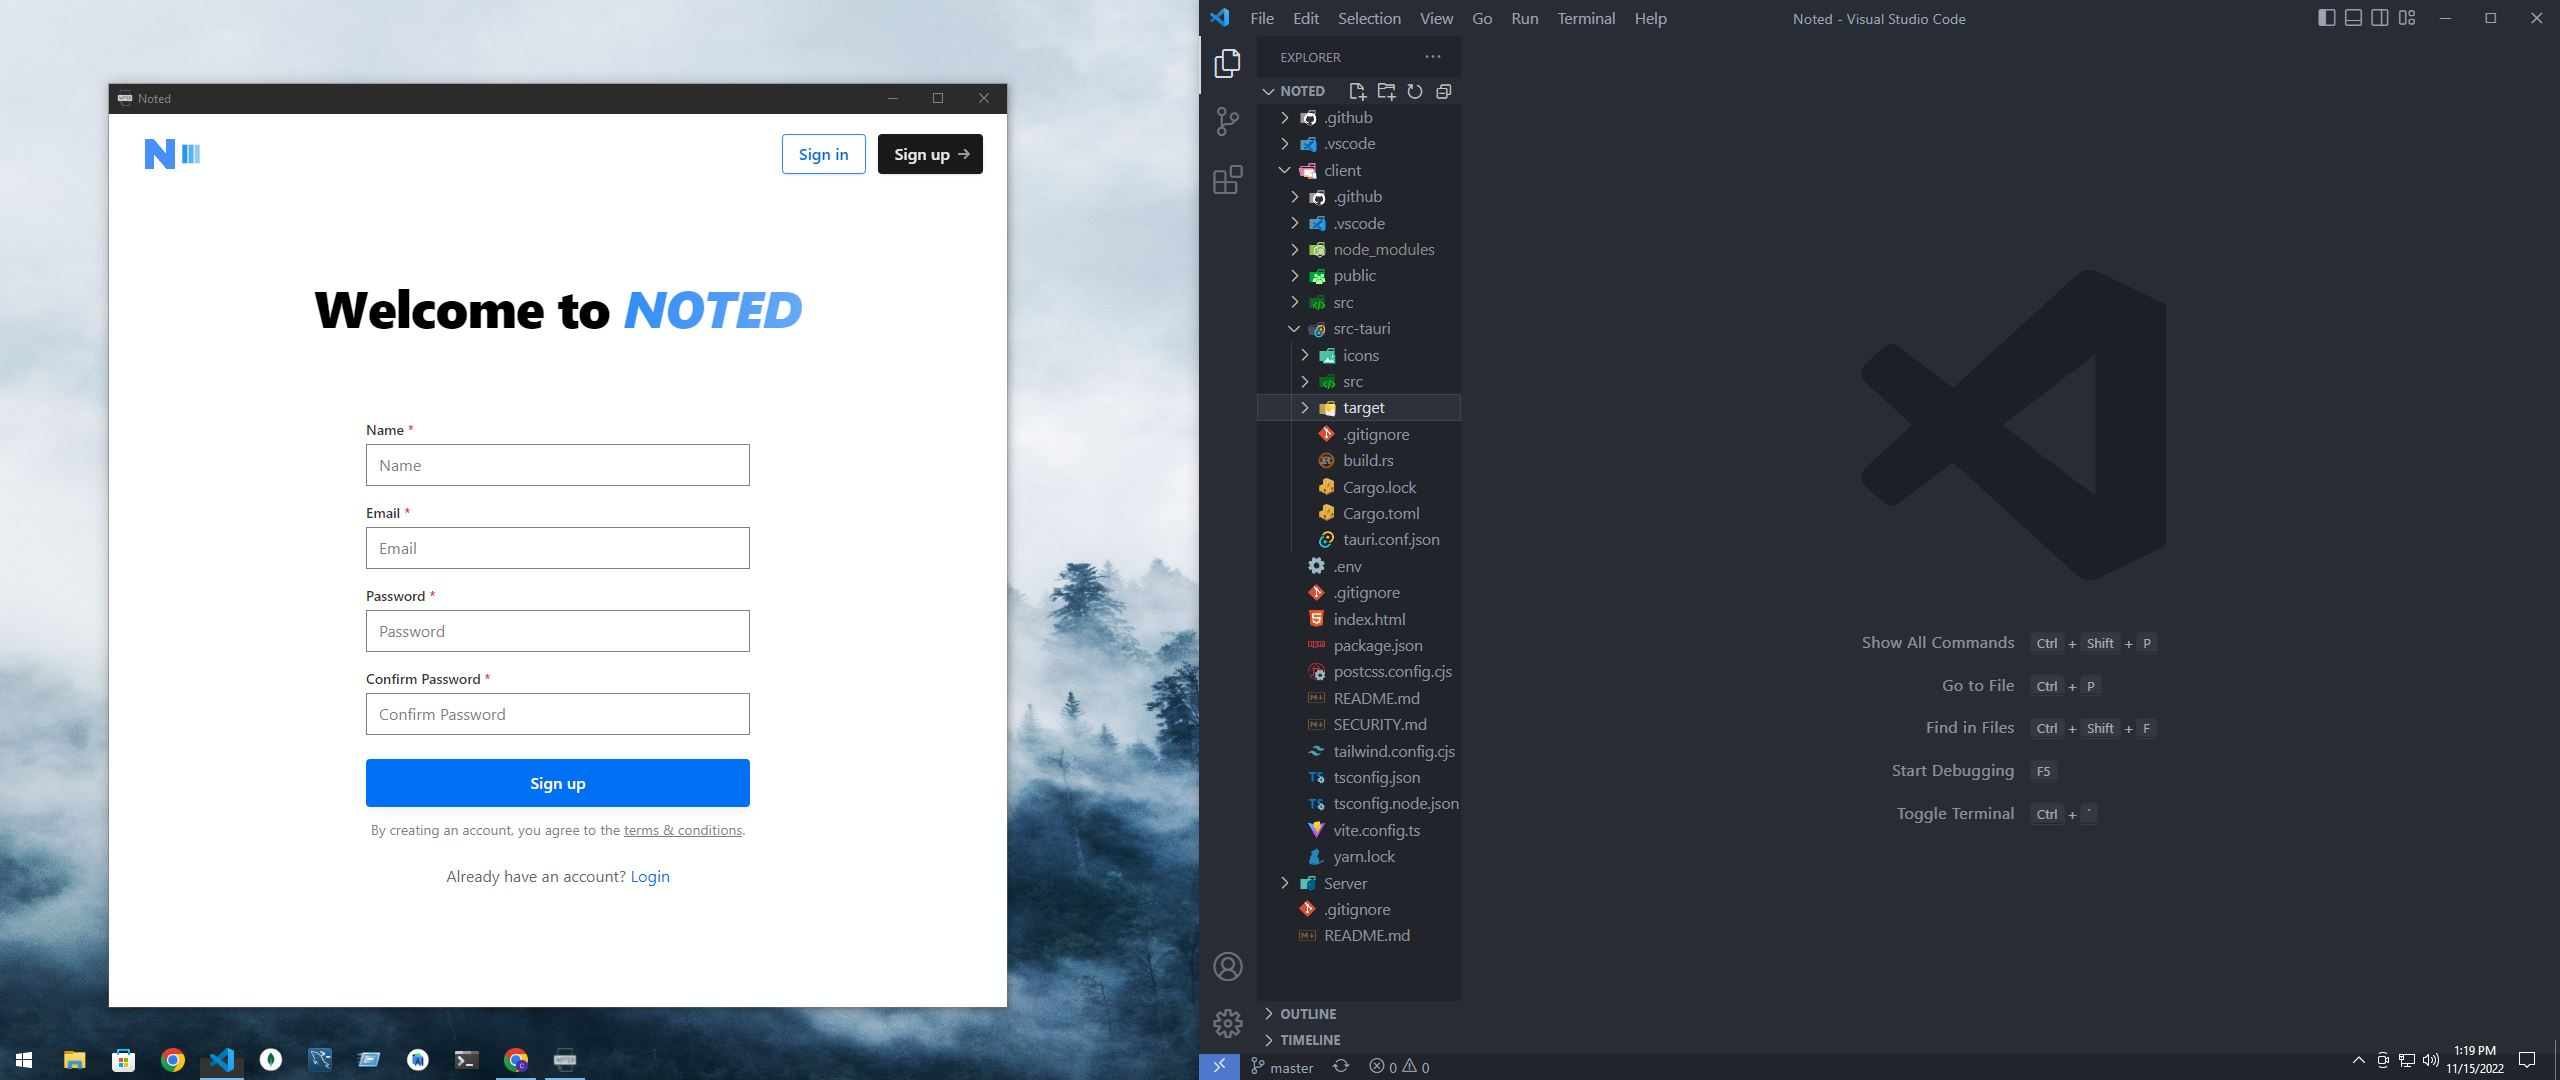 Noted
N
Sign in
Sign up
Welcome to NOTED
Name *
Name
Email *
Email
Password *
Password
Confirm Password *
Confirm Password
Sign up
By creating an account, you agree to the terms & conditions.
Already have an account? Login
File Edit Selection View Go Run Terminal Help
Noted - Visual Studio Code
EXPLORER
NOTED
.github
.vscode
client
.github
.vscode
node_modules
public
src
src-tauri
icons
src
target
.gitignore
build.rs
Cargo.lock
Cargo.toml
tauri.conf.json
.env
.gitignore
index.html
package.json
postcss.config.cjs
README.md
SECURITY.md
tailwind.config.cjs
tsconfig.json
tsconfig.node.json
vite.config.ts
yarn.lock
Server
.gitignore
README.md
OUTLINE
TIMELINE
Show All Commands Ctrl + Shift + P
Go to File Ctrl + P
Find in Files Ctrl + Shift + F
Start Debugging F5
Toggle Terminal Ctrl + `
master 0 0
1:19 PM
11/15/2022